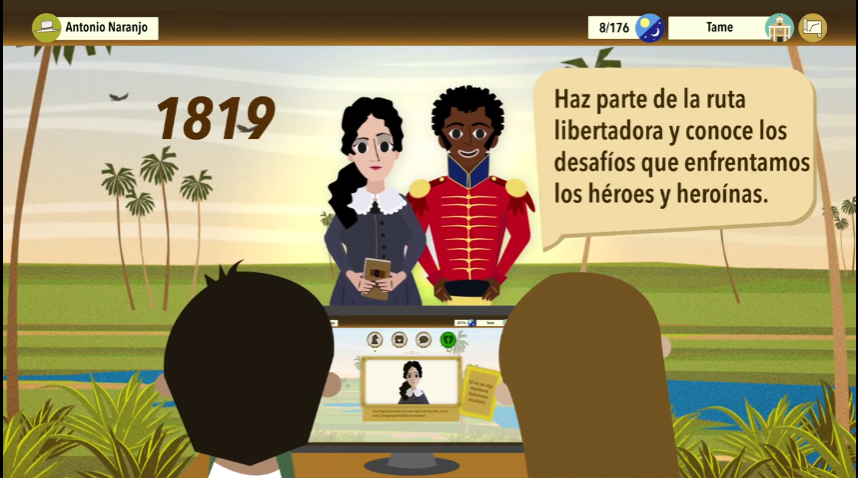 Antonio Naranjo
8/176
Tame
1819
Haz parte de la ruta
libertadora y conoce los
desafíos que enfrentamos
los héroes y heroínas.